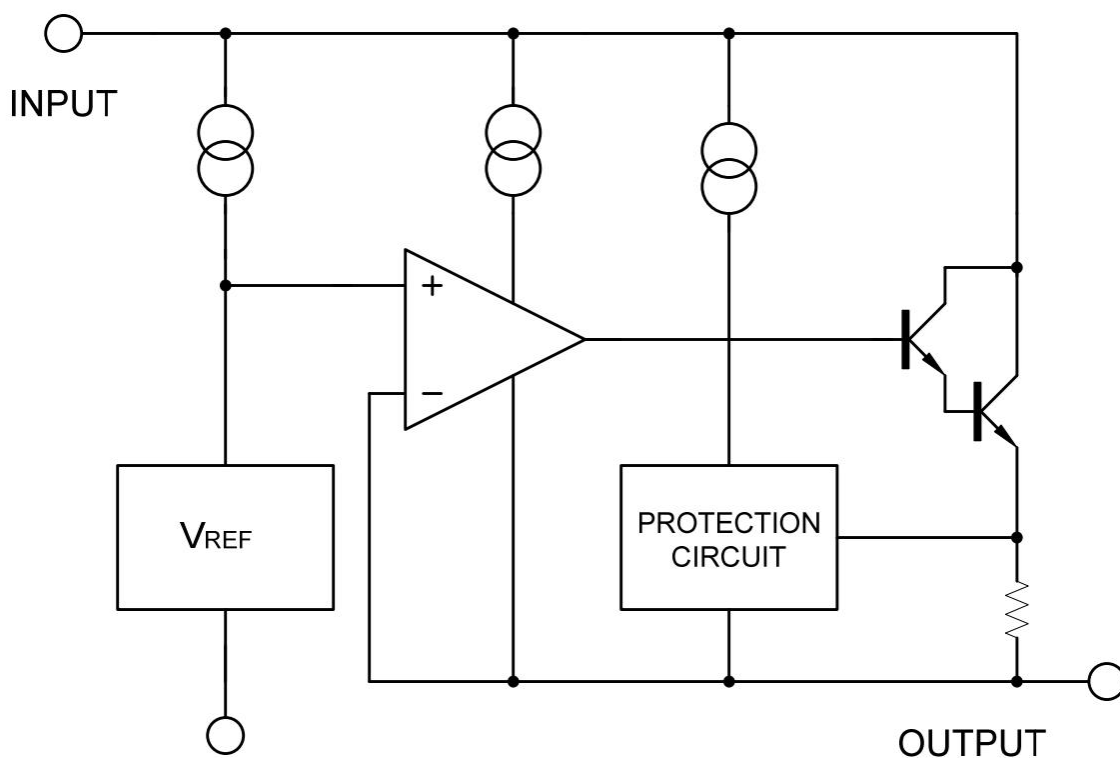 INPUT
+
−
VREF
PROTECTION
CIRCUIT
OUTPUT